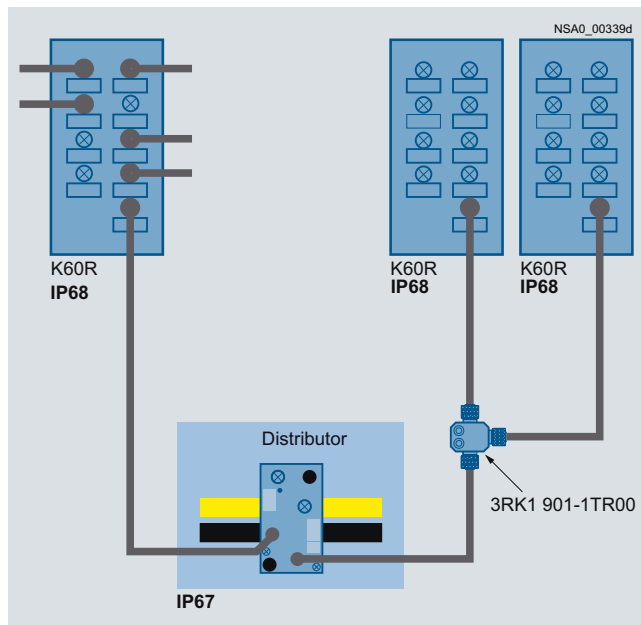 NSA0_00339d
K60R
IP68
K60R
IP68
K60R
IP68
Distributor
3RK1 901-1TR00
IP67